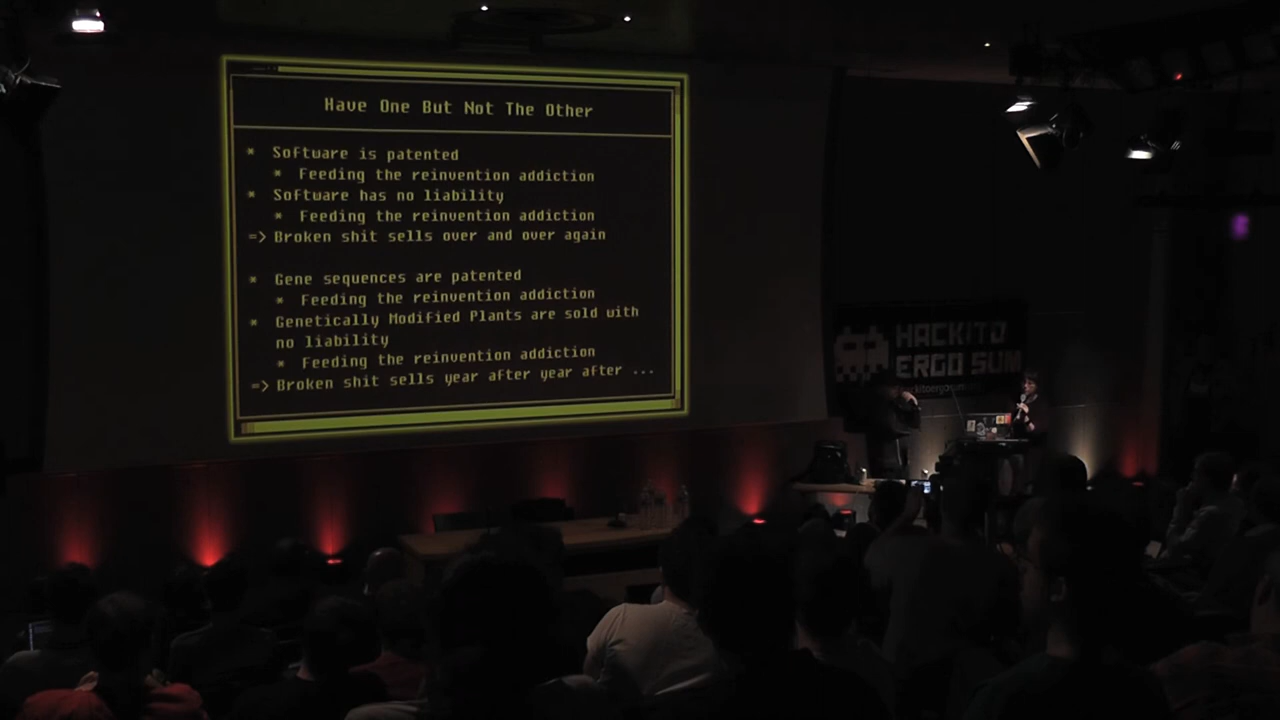 Have One But Not The Other
* Software is patented
* Feeding the reinvention addiction
* Software has no liability
* Feeding the reinvention addiction
=> Broken shit sells over and over again
* Gene sequences are patented
* Feeding the reinvention addiction
* Genetically Modified Plants are sold with
no liability
* Feeding the reinvention addiction
=> Broken shit sells year after year after ...
HACKITO
ERGO SUM